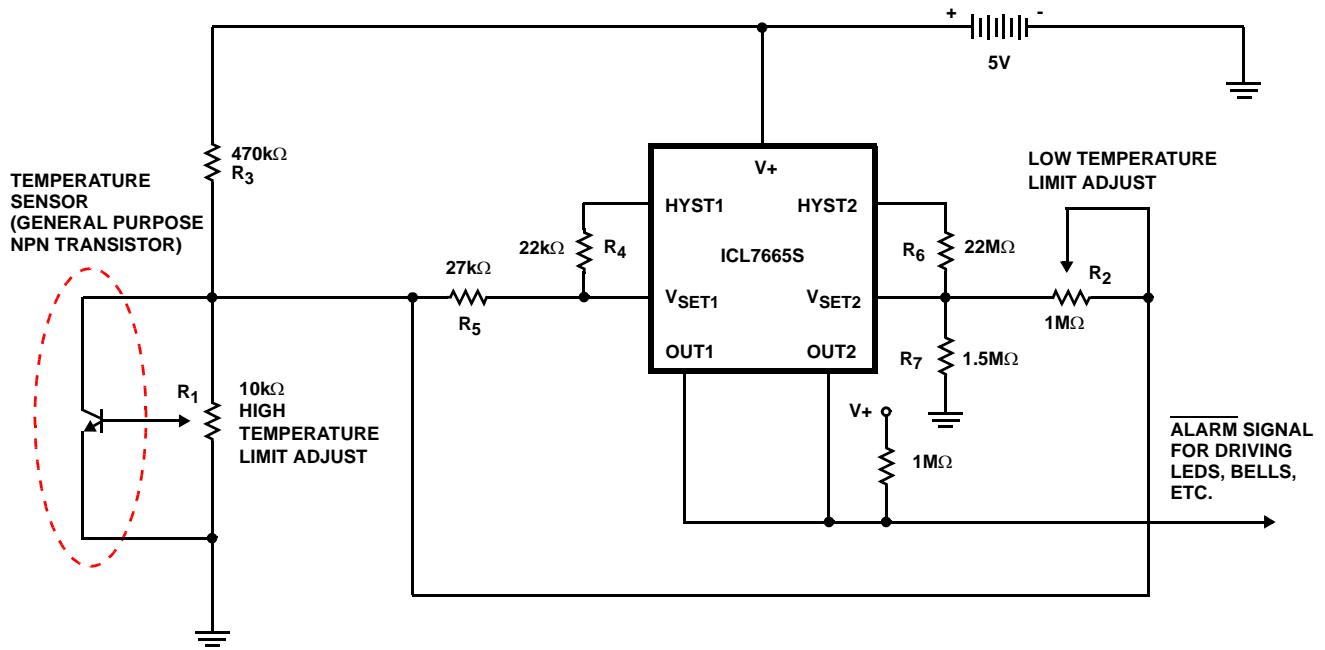 + -
5V
470kΩ
R3
TEMPERATURE
SENSOR
(GENERAL PURPOSE
NPN TRANSISTOR)
LOW TEMPERATURE
LIMIT ADJUST
V+
HYST1 HYST2
22kΩ R4
ICL7665S
R6 22MΩ
27kΩ
R5
VSET1 VSET2
R2
1MΩ
OUT1 OUT2
R7 1.5MΩ
R1
10kΩ
HIGH
TEMPERATURE
LIMIT ADJUST
V+
1MΩ
ALARM SIGNAL
FOR DRIVING
LEDS, BELLS,
ETC.